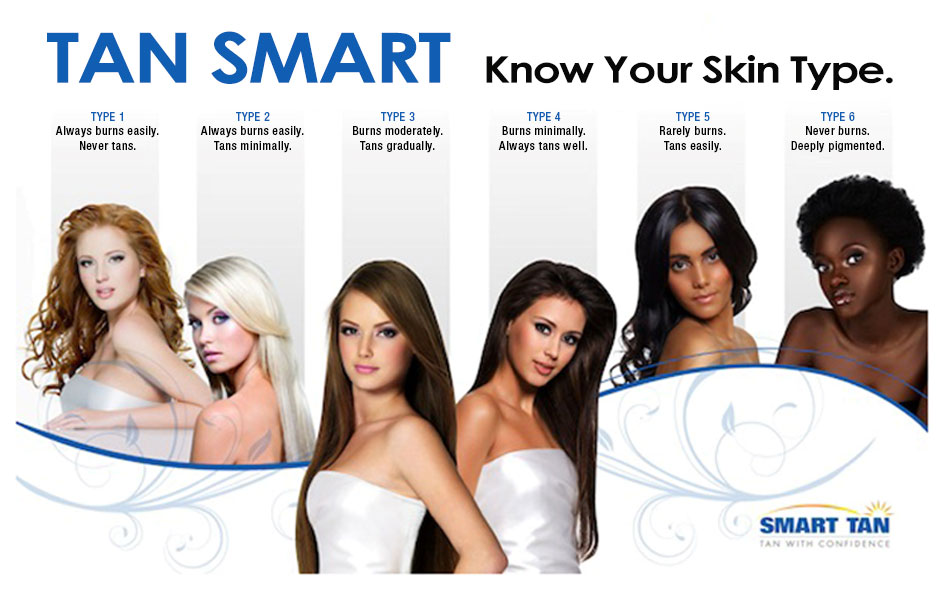 TAN SMART Know Your Skin Type.
TYPE 1
Always burns easily.
Never tans.
TYPE 2
Always burns easily.
Tans minimally.
TYPE 3
Burns moderately.
Tans gradually.
TYPE 4
Burns minimally.
Always tans well.
TYPE 5
Rarely burns.
Tans easily.
TYPE 6
Never burns.
Deeply pigmented.
SMART TAN
TAN WITH CONFIDENCE